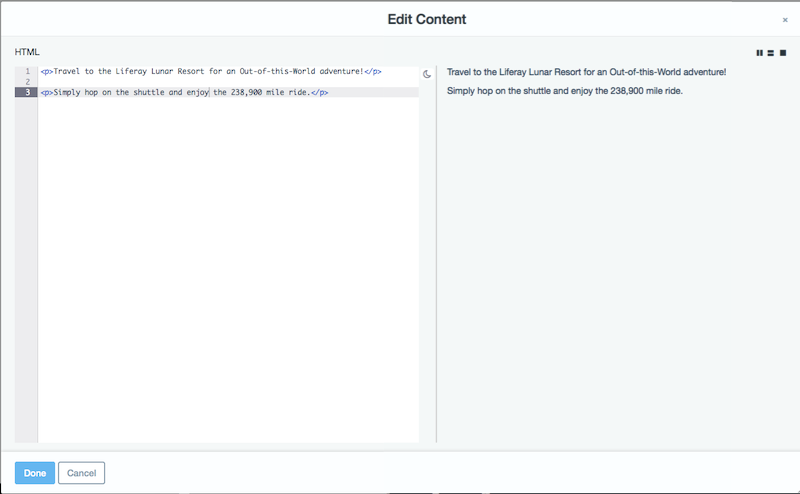 Edit Content
×
HTML
1 <p>Travel to the Liferay Lunar Resort for an Out-of-this-World adventure!</p>
2
3 <p>Simply hop on the shuttle and enjoy the 238,900 mile ride.</p>
Travel to the Liferay Lunar Resort for an Out-of-this-World adventure!
Simply hop on the shuttle and enjoy the 238,900 mile ride.
Done Cancel